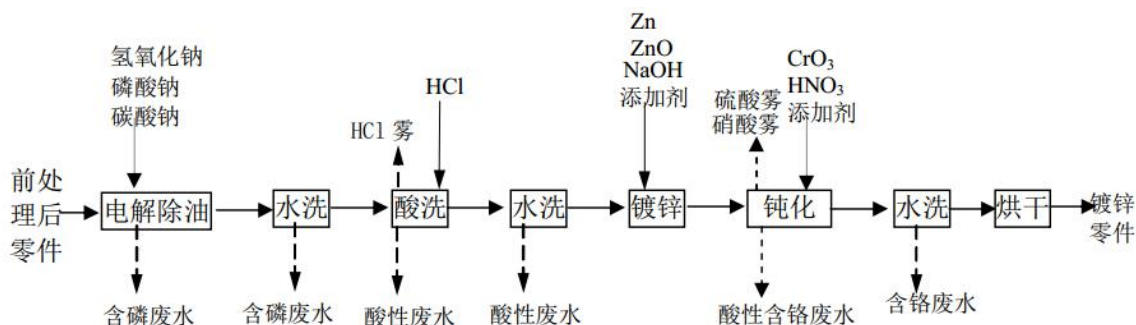 氢氧化钠
磷酸钠
碳酸钠
HCl 雾
HCl
Zn
ZnO
NaOH
添加剂
硫酸雾
硝酸雾
CrO3
HNO3
添加剂
前处
理后
零件
电解除油
水洗
酸洗
水洗
镀锌
钝化
水洗
烘干
镀锌
零件
含磷废水
含磷废水
酸性废水
酸性废水
酸性含铬废水
含铬废水